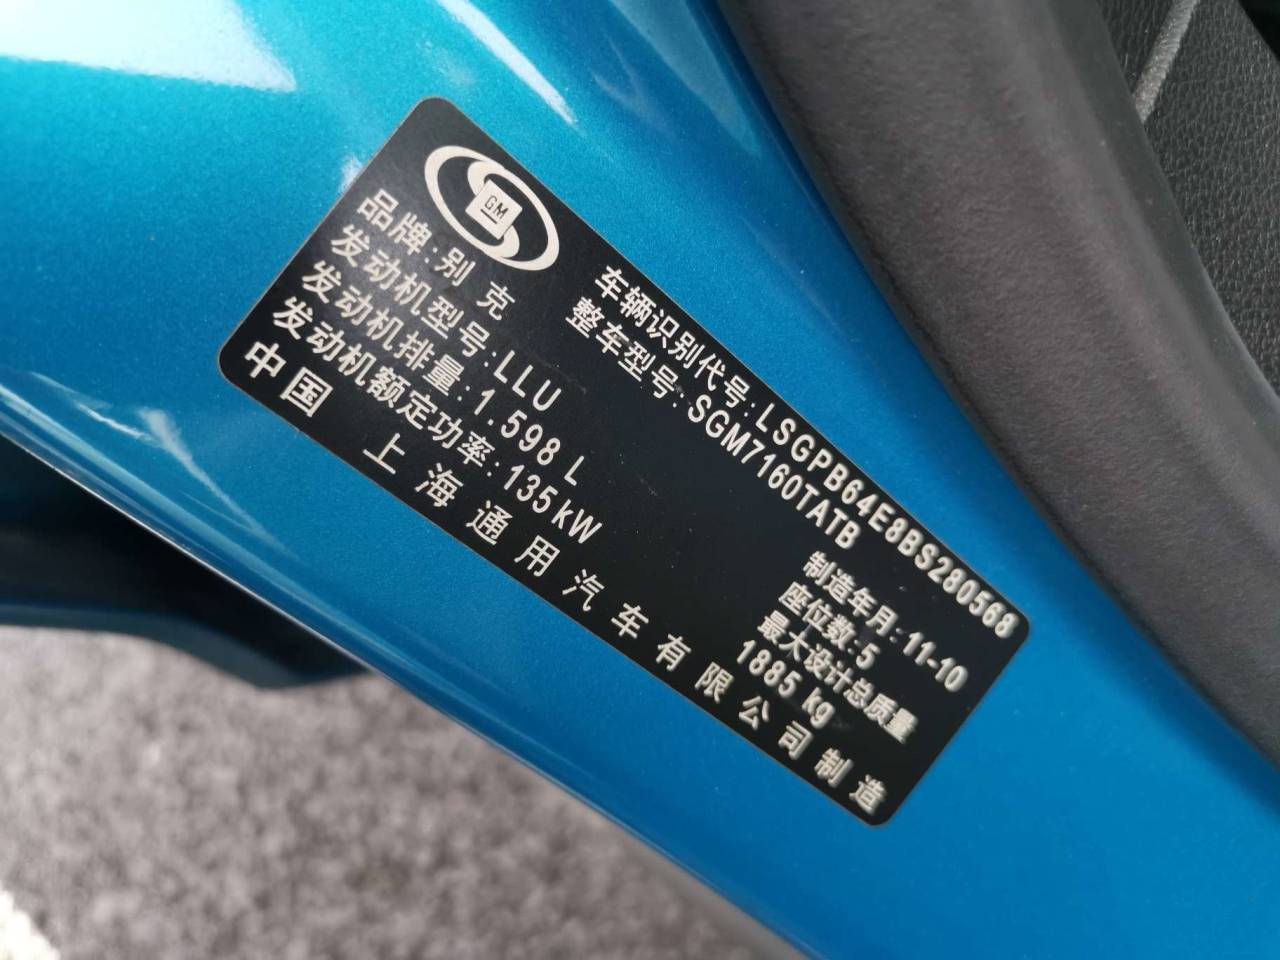 GM
车辆识别代号:LSGPB64E8BS280568
品牌:别克
整车型号:SGM7160TATB
发动机型号:LLU
发动机排量:1.598 L
制造年月:11-10
发动机额定功率:135kW
座位数:5
最大设计总质量
1885 kg
中国 上海通用汽车有限公司制造